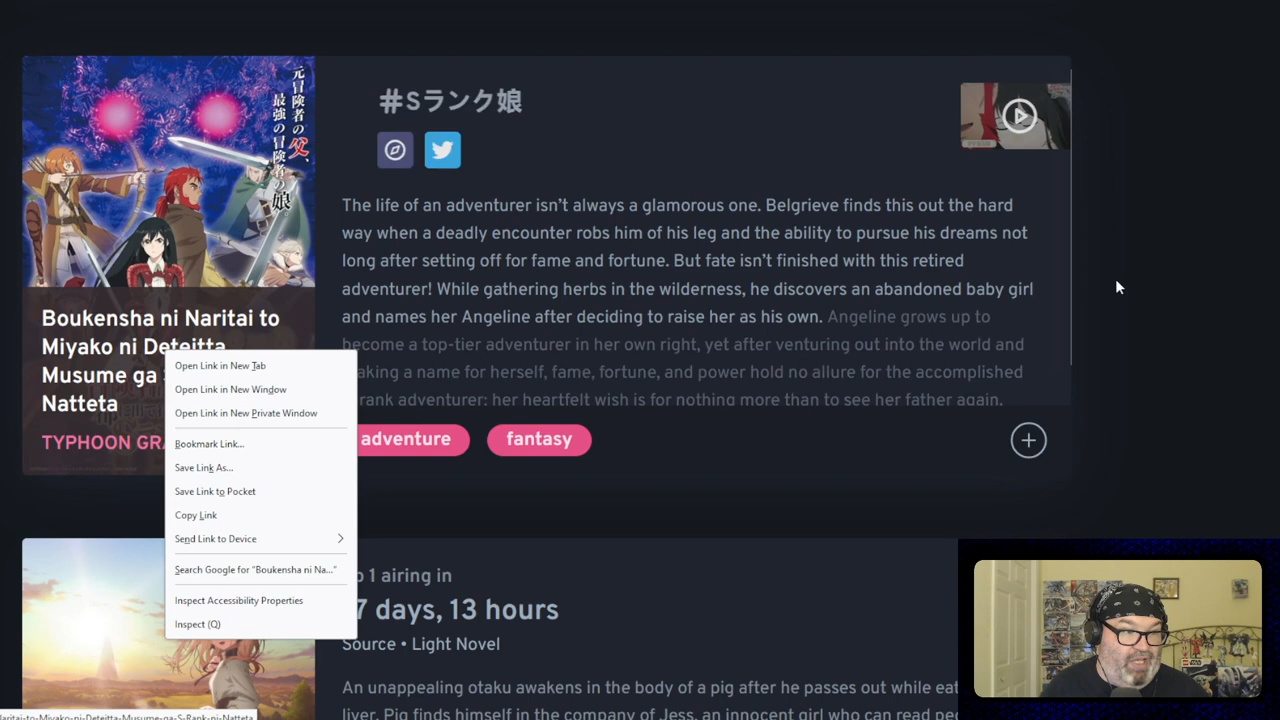 元冒険者の父、
最強の冒険者の娘。
#Sランク娘
The life of an adventurer isn’t always a glamorous one. Belgrieve finds this out the hard
way when a deadly encounter robs him of his leg and the ability to pursue his dreams not
long after setting off for fame and fortune. But fate isn’t finished with this retired
adventurer! While gathering herbs in the wilderness, he discovers an abandoned baby girl
and names her Angeline after deciding to raise her as his own. Angeline grows up to
become a top-tier adventurer in her own right, yet after venturing out into the world and
aking a name for herself, fame, fortune, and power hold no allure for the accomplished
rank adventurer: her heartfelt wish is for nothing more than to see her father again.
Boukensha ni Naritai to
Miyako ni Deteitta
Musume ga
Natteta
TYPHOON GRA
adventure
fantasy
Open Link in New Tab
Open Link in New Window
Open Link in New Private Window
Bookmark Link...
Save Link As...
Save Link to Pocket
Copy Link
Send Link to Device
Search Google for “Boukensha ni Na...”
Inspect Accessibility Properties
Inspect (Q)
1 airing in
7 days, 13 hours
Source • Light Novel
An unappealing otaku awakens in the body of a pig after he passes out while eat
liver. Pig finds himself in the company of Jess, an innocent girl who can read
aritai-to-Miyako-ni-Deteitta-Musume-ga-S-Rank-ni-Natteta